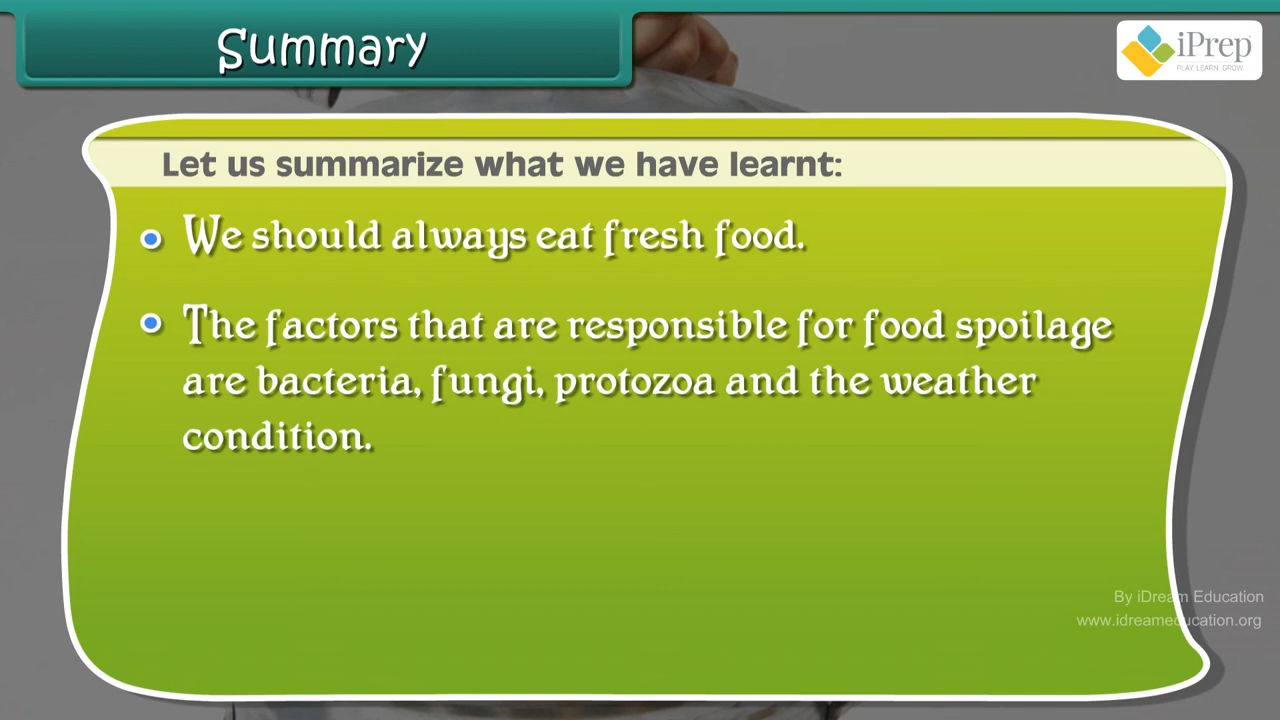 Summary
iPrep
PLAY. LEARN. GROW.
Let us summarize what we have learnt:
We should always eat fresh food.
The factors that are responsible for food spoilage
are bacteria, fungi, protozoa and the weather
condition.
By iDream Education
www.idreameducation.org